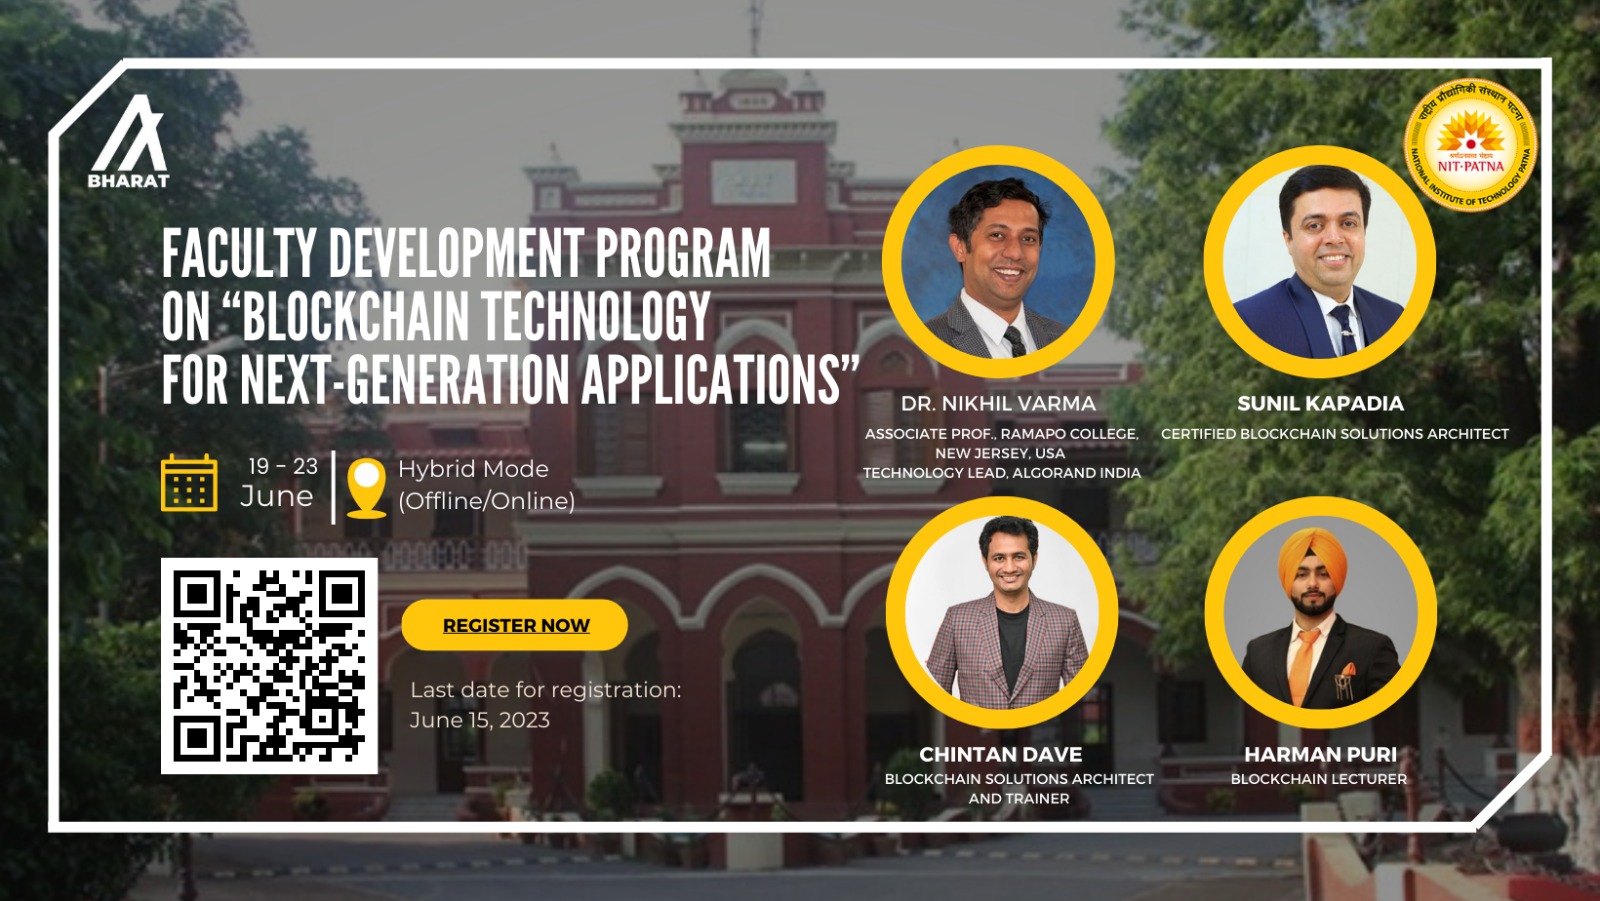 BHARAT
राष्ट्रीय प्रौद्योगिकी संस्थान पटना
NIT-PATNA
NATIONAL INSTITUTE OF TECHNOLOGY PATNA
FACULTY DEVELOPMENT PROGRAM
ON “BLOCKCHAIN TECHNOLOGY
FOR NEXT-GENERATION APPLICATIONS”
19 - 23
June
Hybrid Mode
(Offline/Online)
REGISTER NOW
Last date for registration:
June 15, 2023
DR. NIKHIL VARMA
ASSOCIATE PROF., RAMAPO COLLEGE,
NEW JERSEY, USA
TECHNOLOGY LEAD, ALGORAND INDIA
SUNIL KAPADIA
CERTIFIED BLOCKCHAIN SOLUTIONS ARCHITECT
CHINTAN DAVE
BLOCKCHAIN SOLUTIONS ARCHITECT
AND TRAINER
HARMAN PURI
BLOCKCHAIN LECTURER